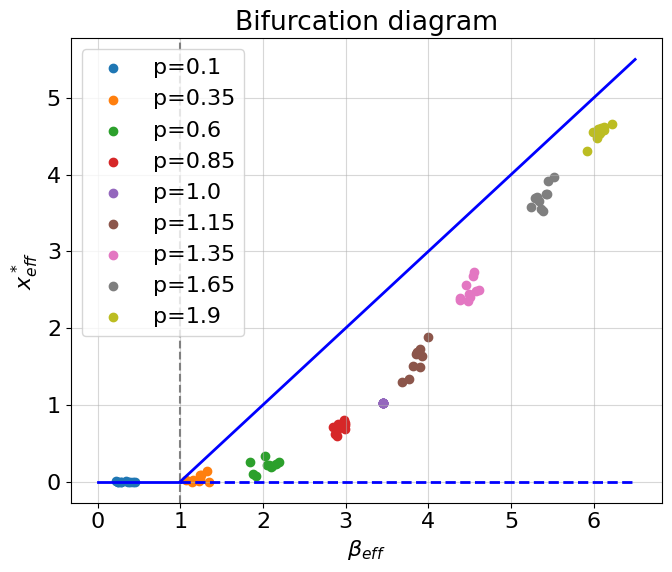 Bifurcation diagram
p=0.1
p=0.35
p=0.6
p=0.85
p=1.0
p=1.15
p=1.35
p=1.65
p=1.9
5
4
3
2
1
0
x*eff
0 1 2 3 4 5 6
βeff